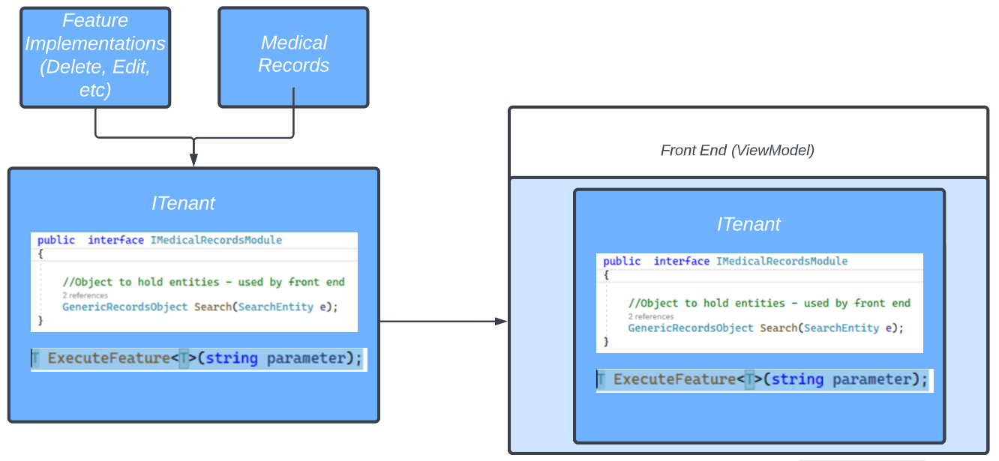 Feature
Implementations
(Delete, Edit,
etc)
Medical
Records
ITenant
public  interface IMedicalRecordsModule
{
//Object to hold entities - used by front end
2 references
GenericRecordsObject Search(SearchEntity e);
}
T ExecuteFeature<T>(string parameter);
Front End (ViewModel)
ITenant
public  interface IMedicalRecordsModule
{
//Object to hold entities - used by front end
2 references
GenericRecordsObject Search(SearchEntity e);
}
T ExecuteFeature<T>(string parameter);